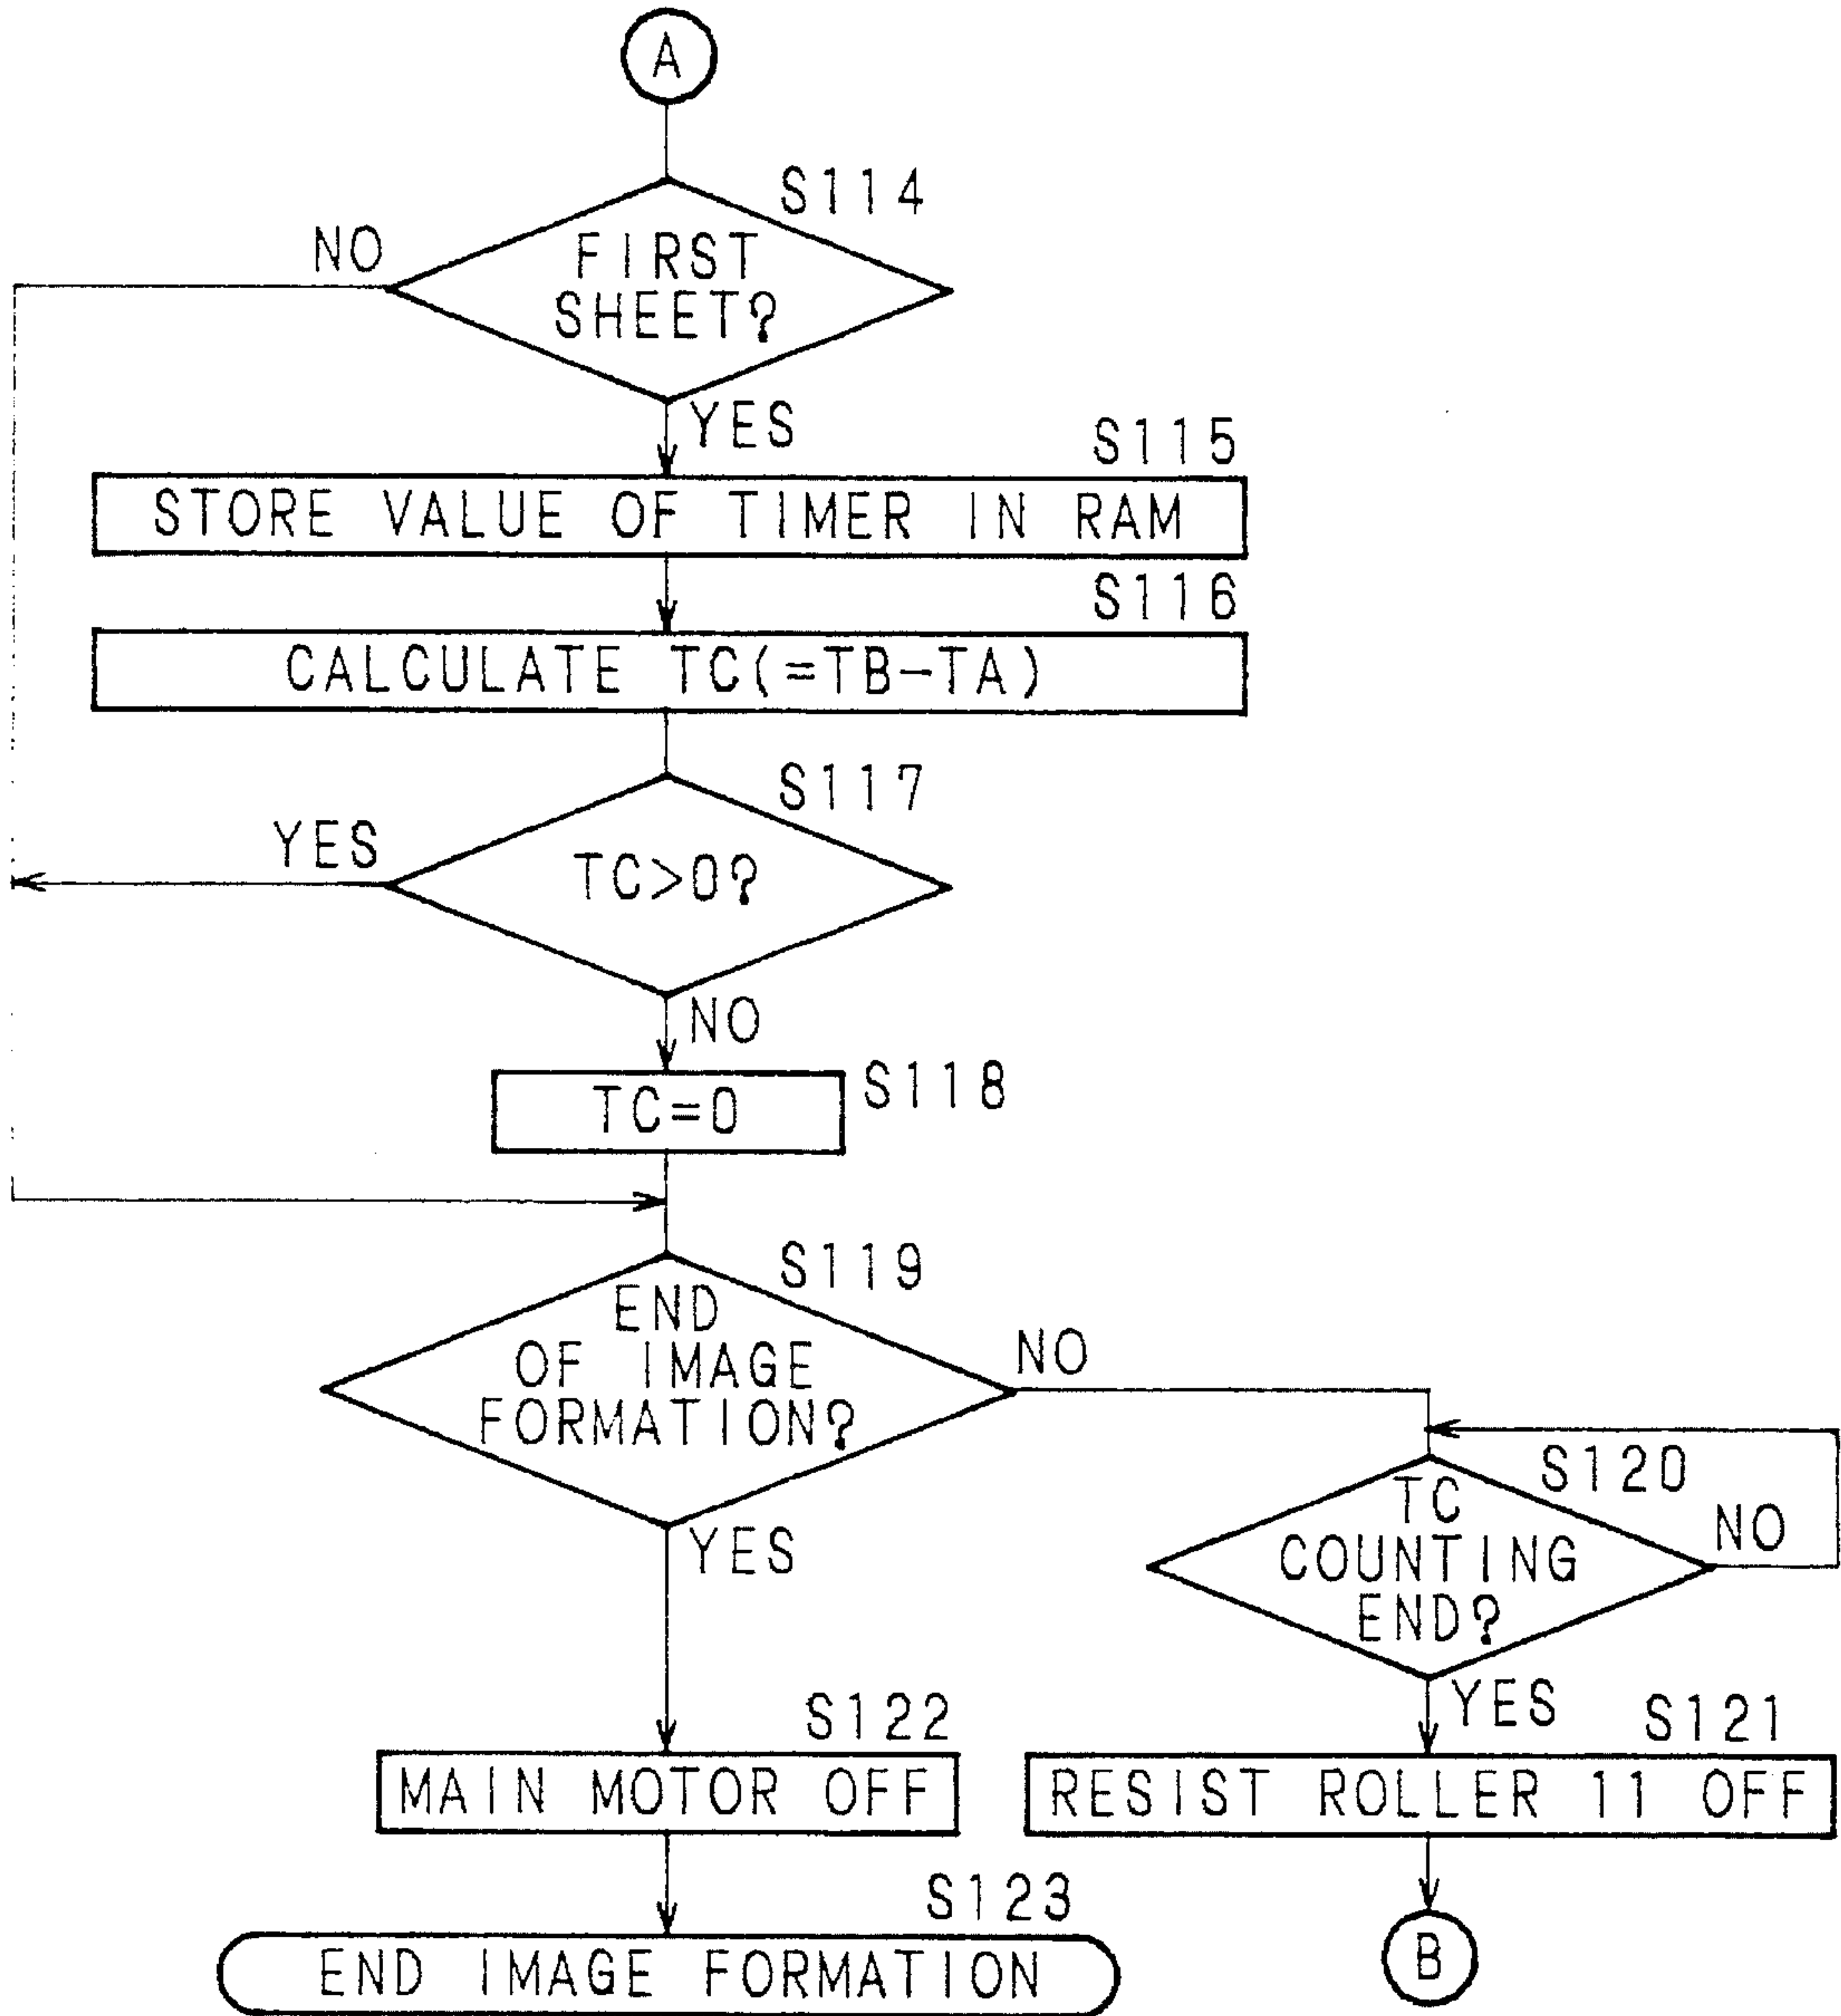 A
S114
NO
FIRST
SHEET?
YES
S115
STORE VALUE OF TIMER IN RAM
S116
CALCULATE TC(=TB-TA)
S117
YES
TC>0?
NO
S118
TC=0
S119
END
OF IMAGE
FORMATION?
NO
YES
S120
TC
COUNTING
END?
NO
YES
S122
MAIN MOTOR OFF
S121
RESIST ROLLER 11 OFF
S123
END IMAGE FORMATION
B